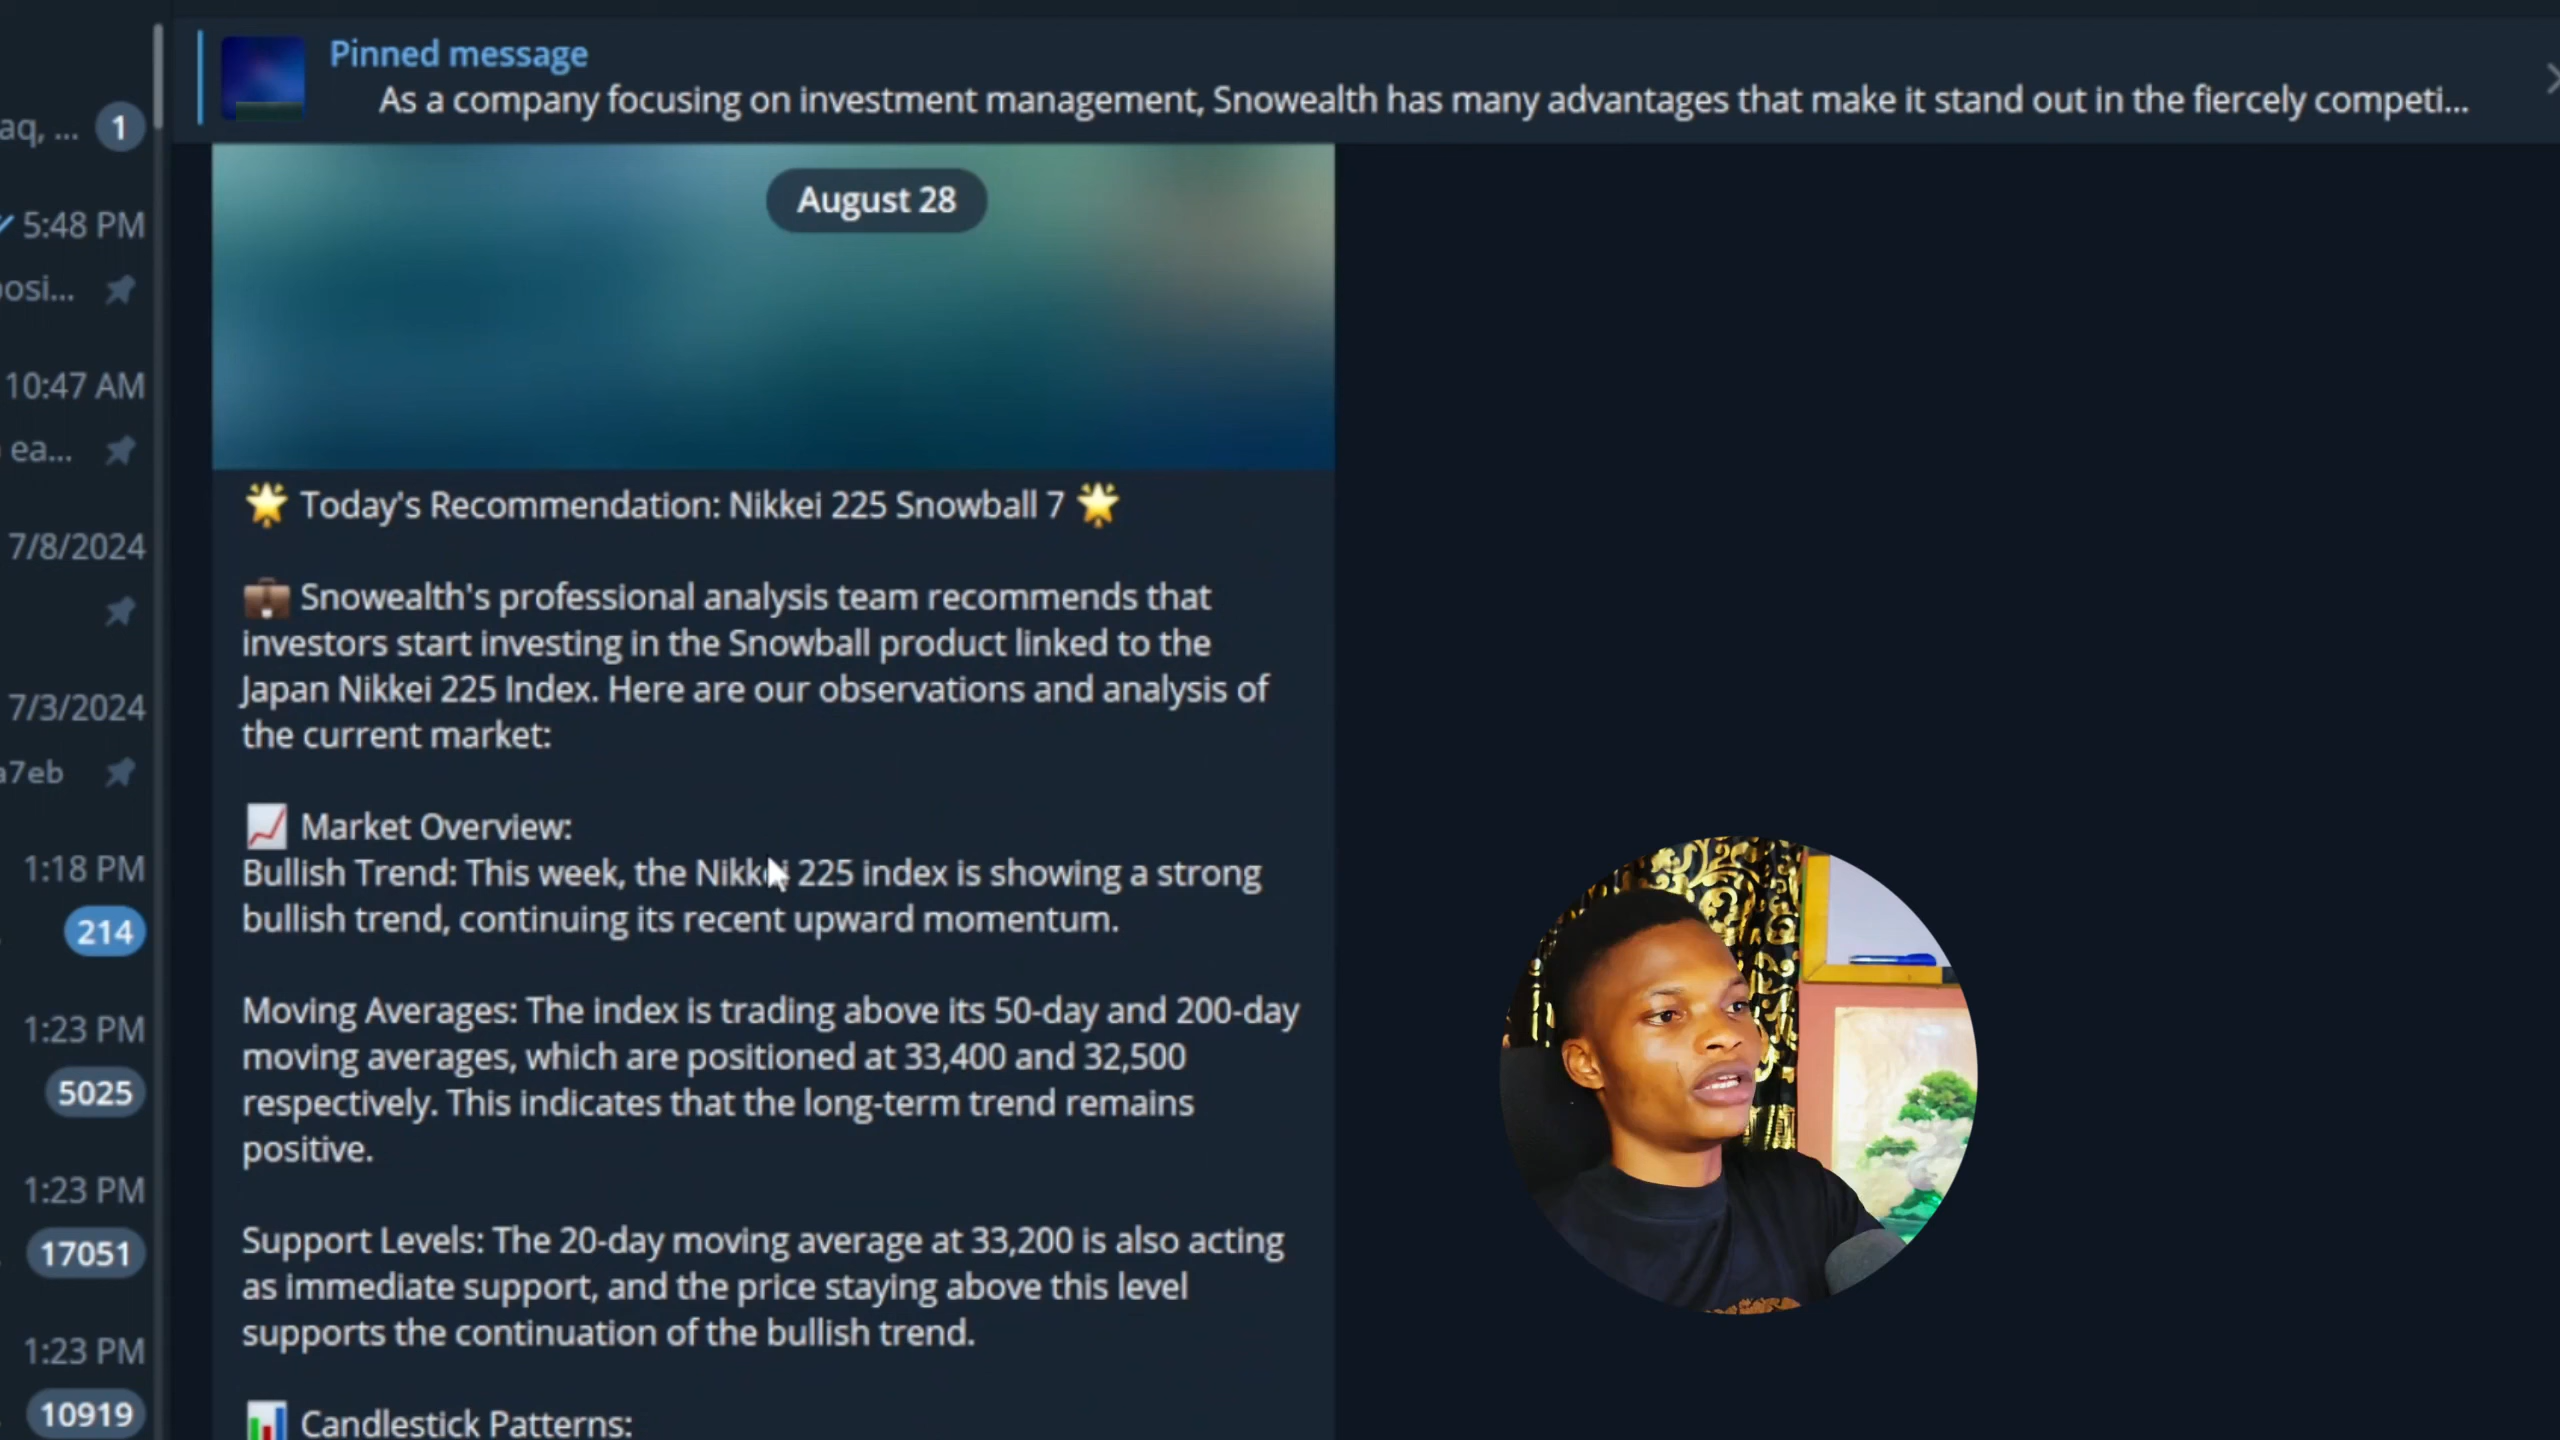 Pinned message
As a company focusing on investment management, Snowealth has many advantages that make it stand out in the fiercely competi...
aq, ...
1
5:48 PM
osi...
10:47 AM
ea...
7/8/2024
7/3/2024
a7eb
1:18 PM
214
1:23 PM
5025
1:23 PM
17051
1:23 PM
10919
August 28
🌟 Today's Recommendation: Nikkei 225 Snowball 7 🌟
💼 Snowealth's professional analysis team recommends that
investors start investing in the Snowball product linked to the
Japan Nikkei 225 Index. Here are our observations and analysis of
the current market:
📈 Market Overview:
Bullish Trend: This week, the Nikkei 225 index is showing a strong
bullish trend, continuing its recent upward momentum.
Moving Averages: The index is trading above its 50-day and 200-day
moving averages, which are positioned at 33,400 and 32,500
respectively. This indicates that the long-term trend remains
positive.
Support Levels: The 20-day moving average at 33,200 is also acting
as immediate support, and the price staying above this level
supports the continuation of the bullish trend.
📊 Candlestick Patterns: